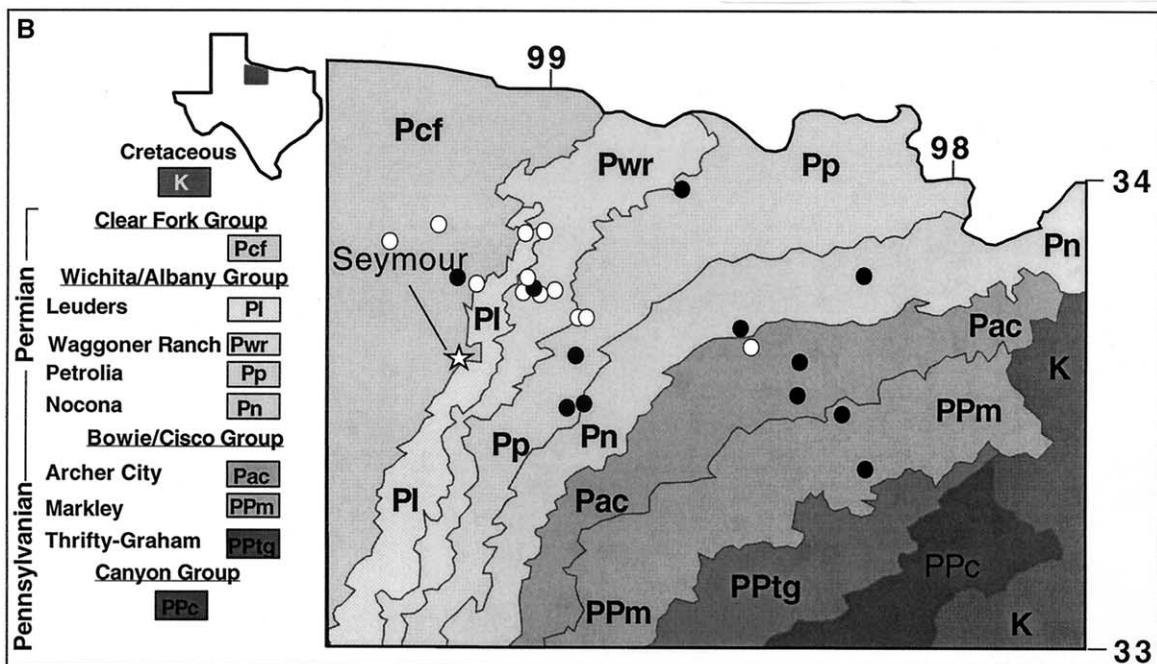 B
99
98
34
33
Cretaceous
K
Permian
Clear Fork Group
Pcf
Wichita/Albany Group
Leuders Pl
Waggoner Ranch Pwr
Petrolia Pp
Nocona Pn
Bowie/Cisco Group
Pennsylvanian
Archer City Pac
Markley PPm
Thrifty-Graham PPtg
Canyon Group
PPc
Pcf
Pwr
Pp
Pn
Seymour
Pl
Pac
K
PPm
Pp
Pn
Pl
Pac
PPc
PPm
PPtg
K